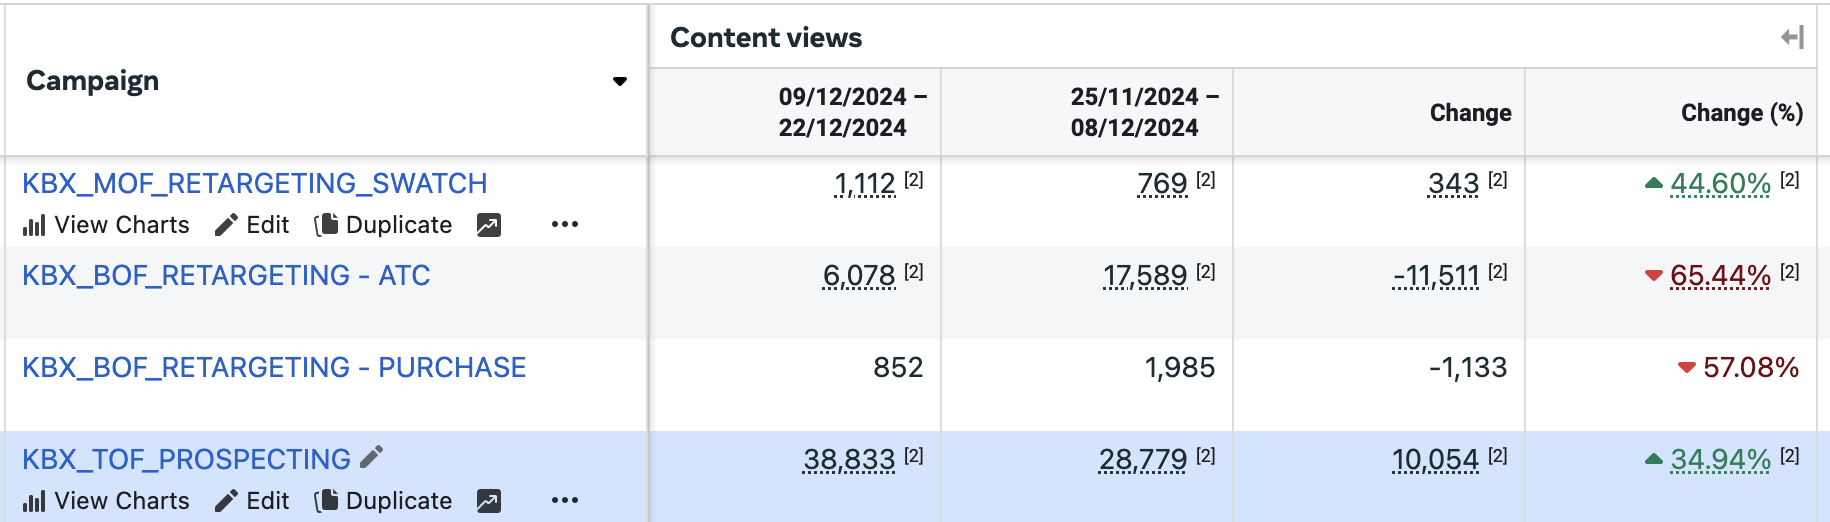 Campaign
Content views
09/12/2024 –
22/12/2024
25/11/2024 –
08/12/2024
Change
Change (%)
KBX_MOF_RETARGETING_SWATCH
1,112 [2]
769 [2]
343 [2]
44.60% [2]
View Charts Edit Duplicate
KBX_BOF_RETARGETING - ATC
6,078 [2]
17,589 [2]
-11,511 [2]
65.44% [2]
KBX_BOF_RETARGETING - PURCHASE
852
1,985
-1,133
57.08%
KBX_TOF_PROSPECTING
38,833 [2]
28,779 [2]
10,054 [2]
34.94% [2]
View Charts Edit Duplicate